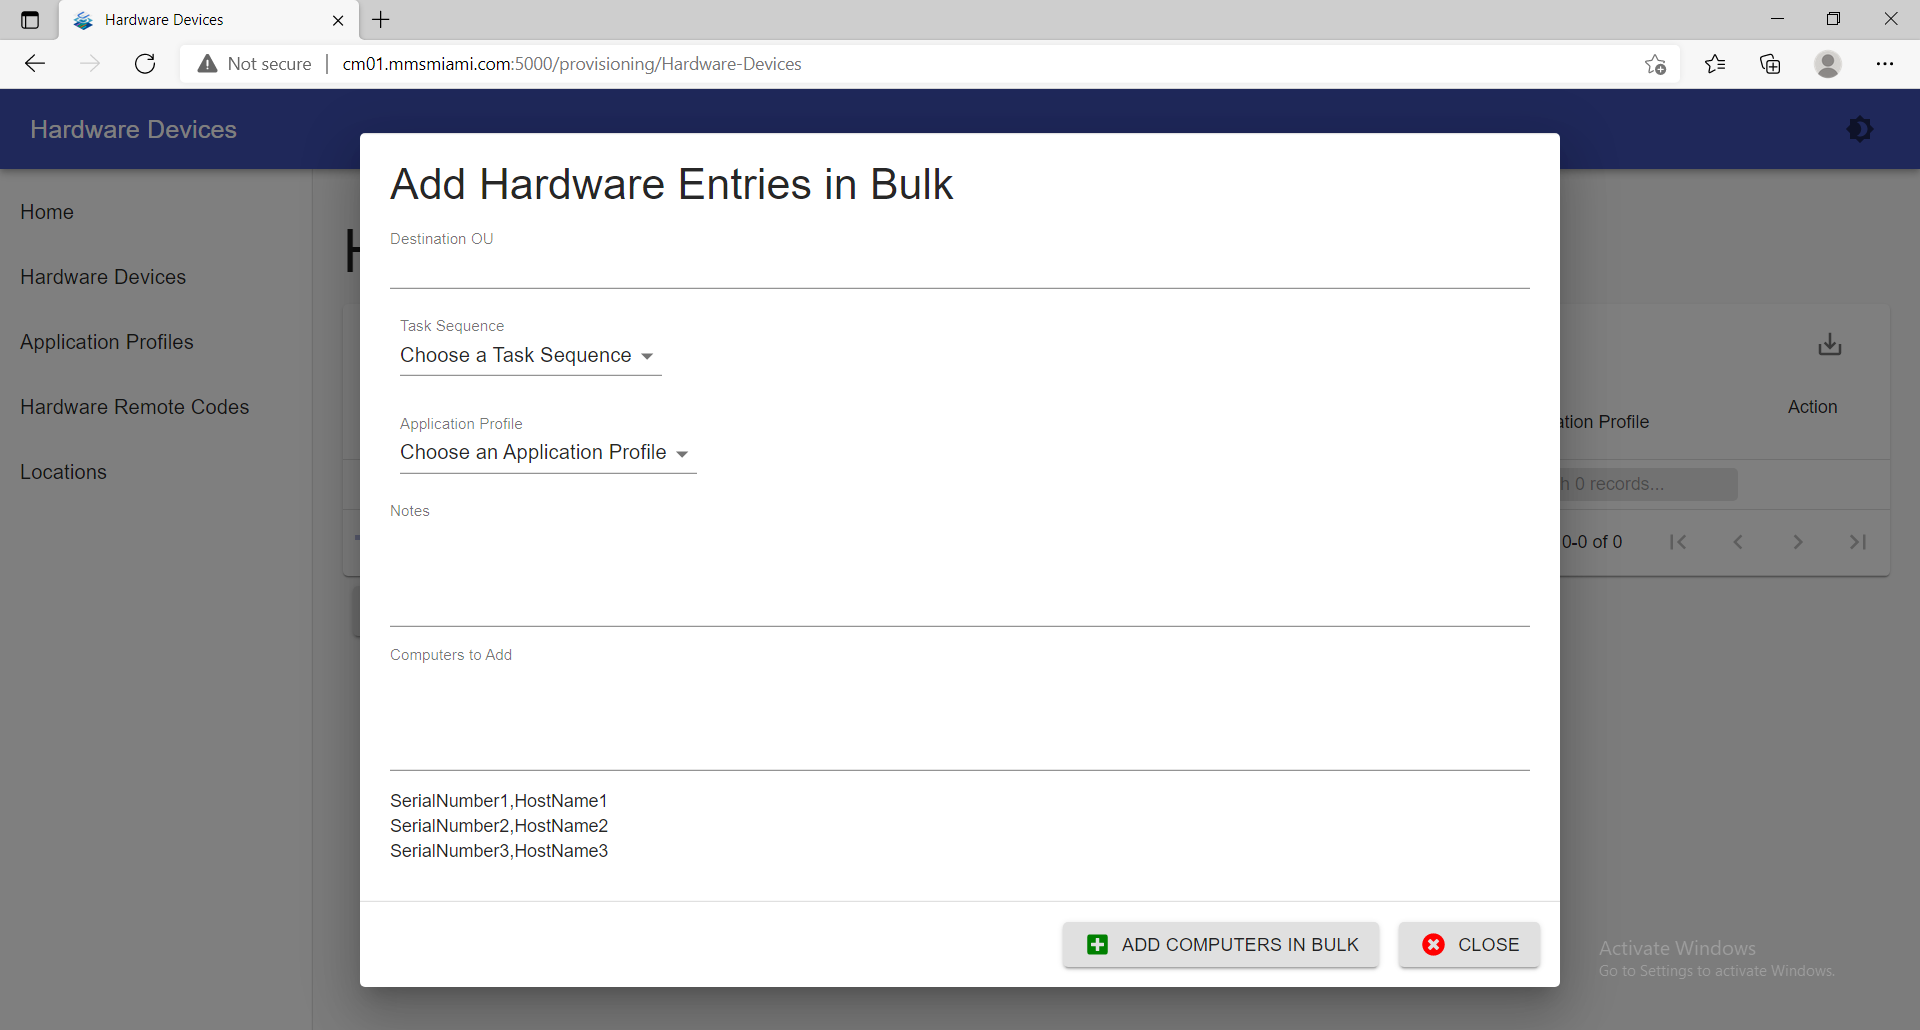 Hardware Devices
Not secure
cm01.mmsmiami.com:5000/provisioning/Hardware-Devices
Hardware Devices
Home
Hardware Devices
Application Profiles
Hardware Remote Codes
Locations
Add Hardware Entries in Bulk
Destination OU
Task Sequence
Choose a Task Sequence
Application Profile
Choose an Application Profile
Notes
Computers to Add
SerialNumber1,HostName1
SerialNumber2,HostName2
SerialNumber3,HostName3
ADD COMPUTERS IN BULK
CLOSE
Profile
Action
0 records...
0-0 of 0
Activate Windows
Go to Settings to activate Windows.